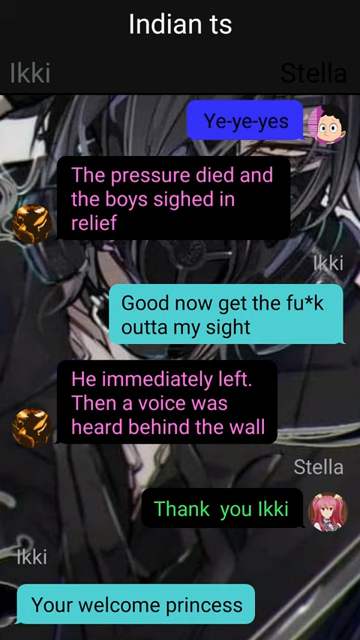 Indian ts
Ikki Stella
Ye-ye-yes
The pressure died and
the boys sighed in
relief
Ikki
Good now get the fu*k
outta my sight
He immediately left.
Then a voice was
heard behind the wall
Stella
Thank you Ikki
Ikki
Your welcome princess